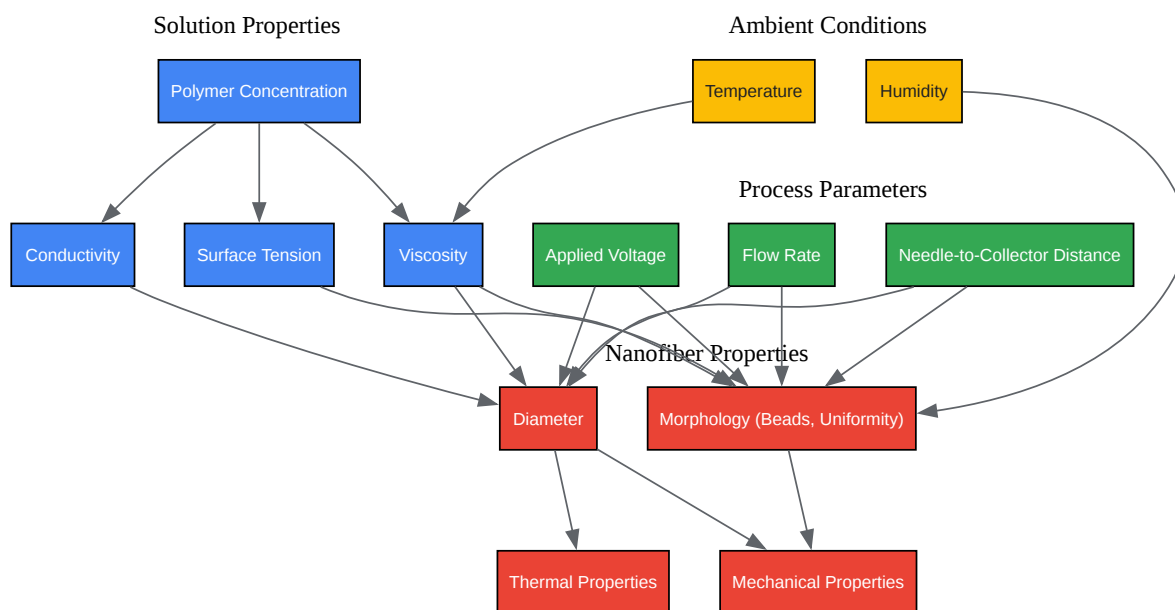 Solution Properties
Ambient Conditions
Polymer Concentration
Temperature
Humidity
Process Parameters
Conductivity
Surface Tension
Viscosity
Applied Voltage
Flow Rate
Needle-to-Collector Distance
Nanofiber Properties
Diameter
Morphology (Beads, Uniformity)
Thermal Properties
Mechanical Properties